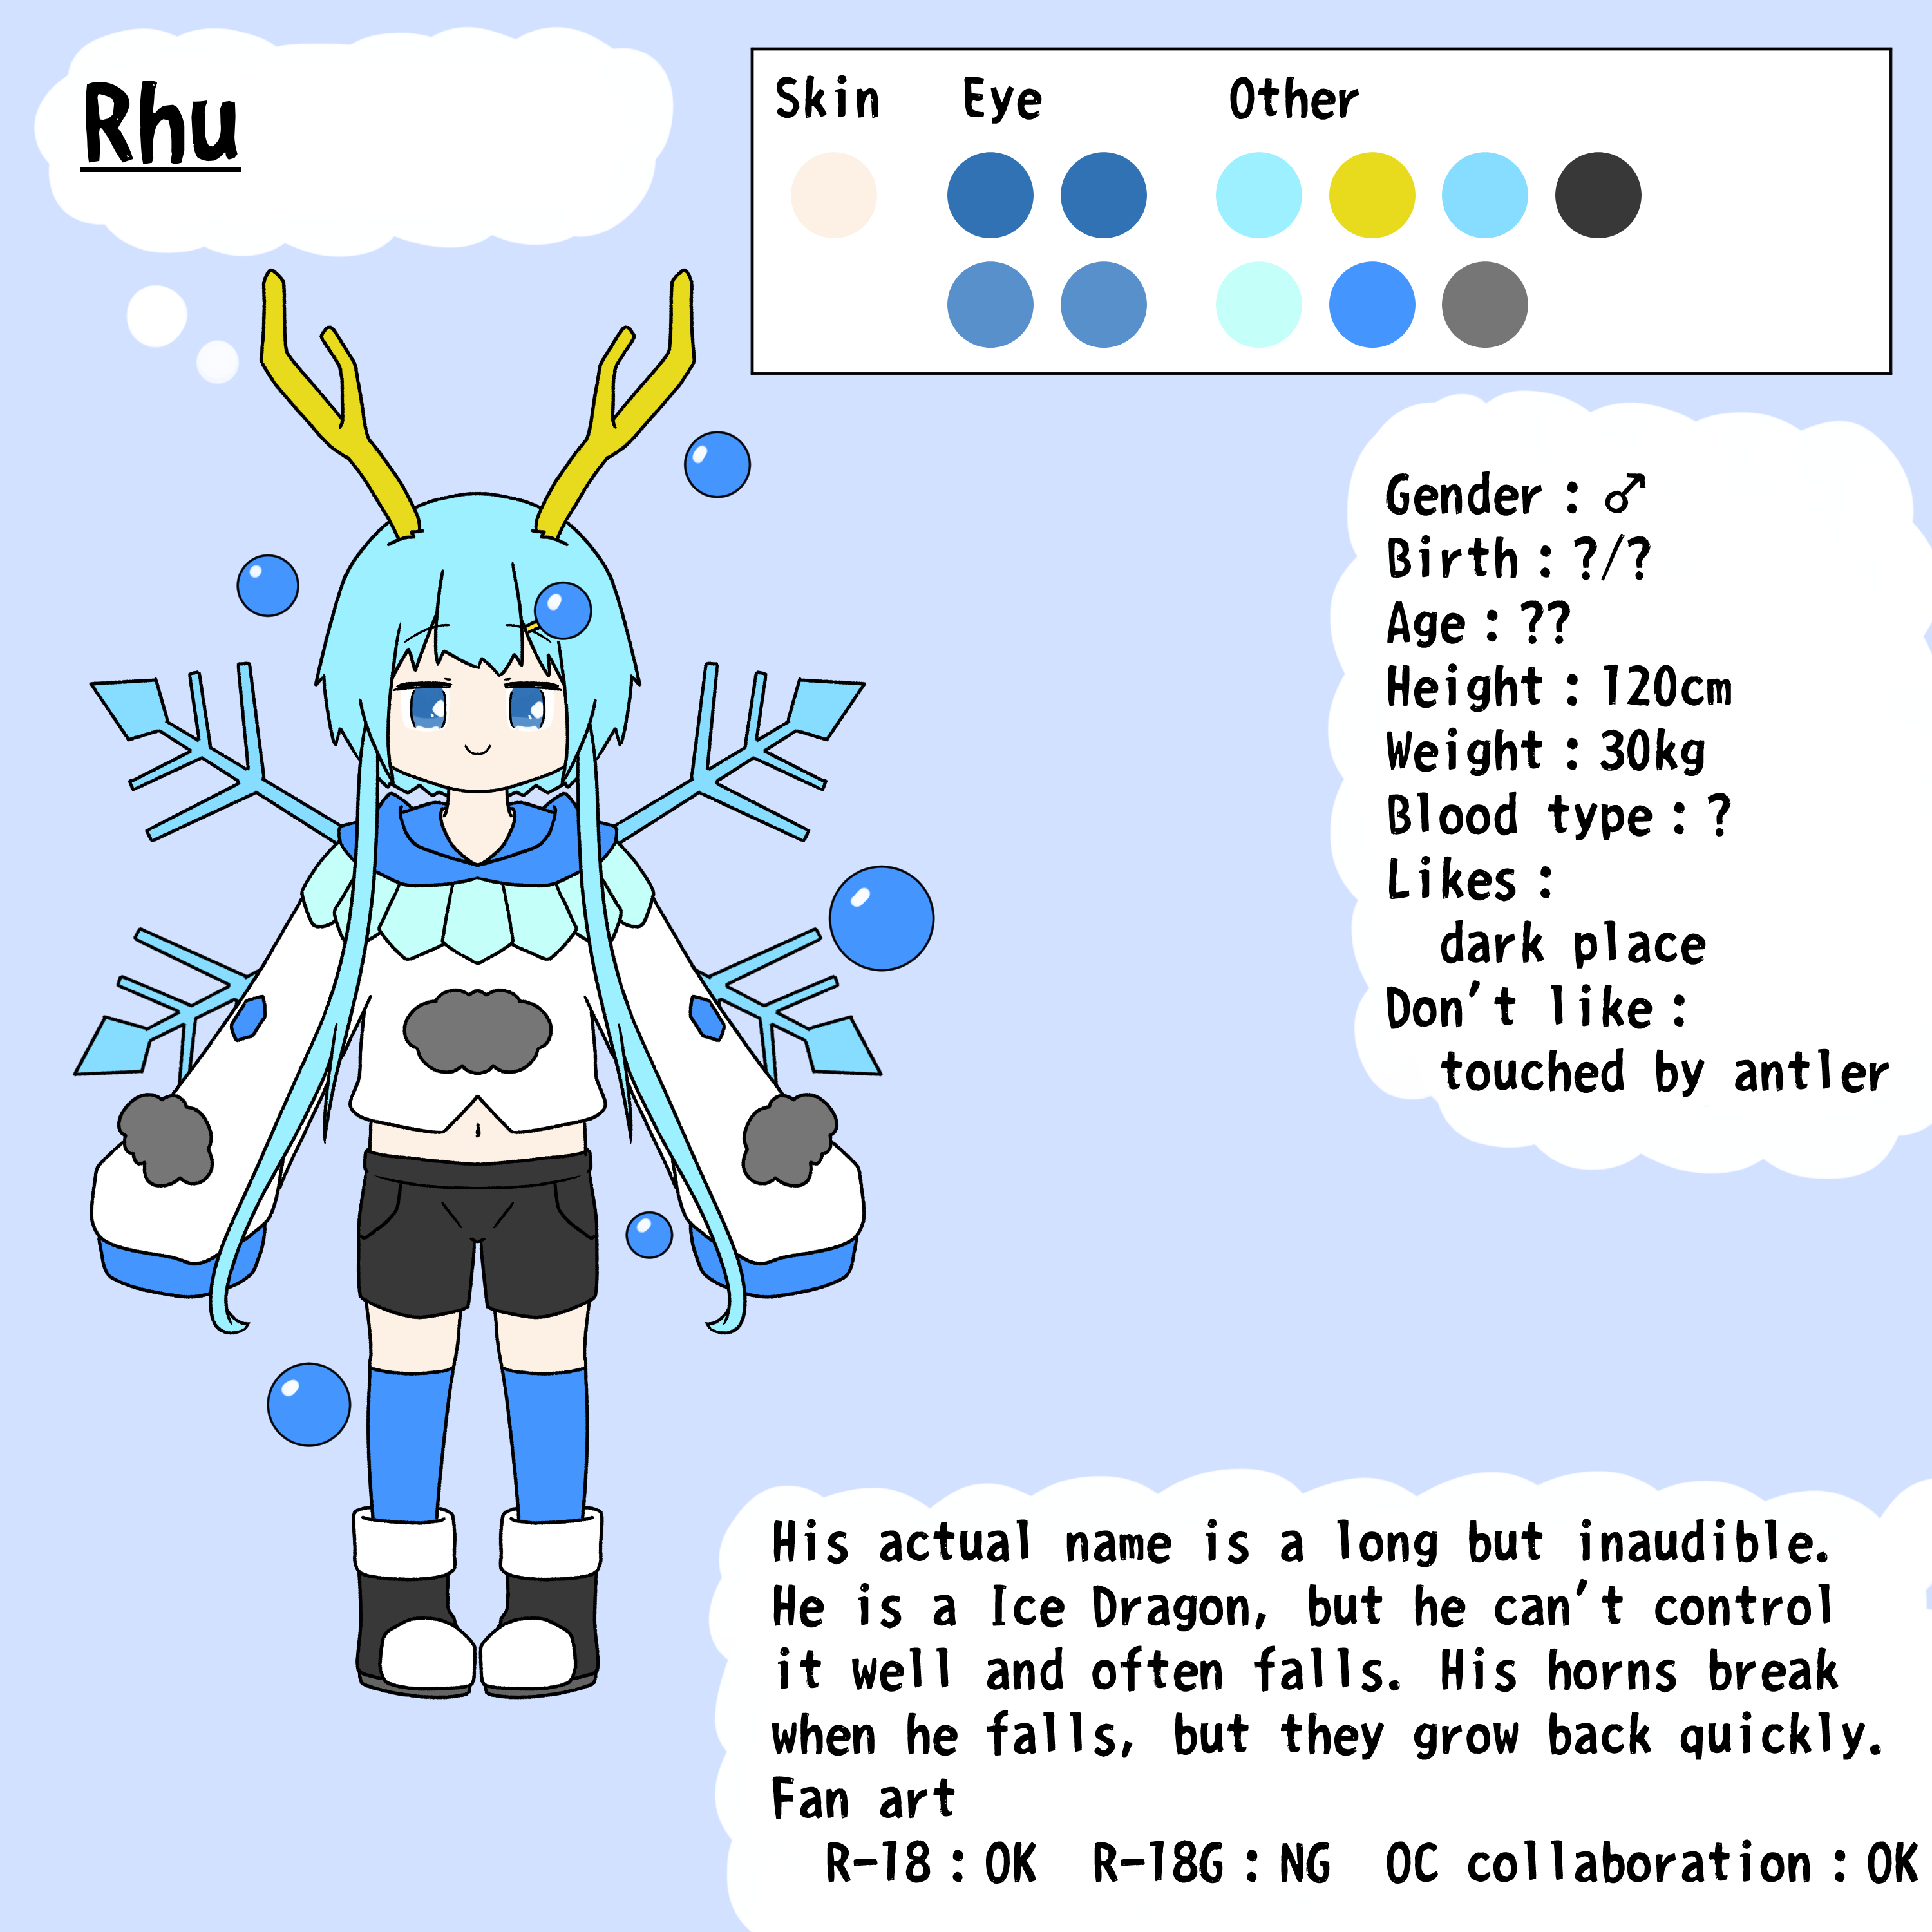 Rhu
Skin Eye Other
Gender : ♂
Birth : ?/?
Age : ??
Height : 120cm
Weight : 30kg
Blood type : ?
Likes :
dark place
Don't like :
touched by antler
His actual name is a long but inaudible.
He is a Ice Dragon, but he can't control
it well and often falls. His horns break
when he falls, but they grow back quickly.
Fan art
R-18 : OK R-18G : NG OC collaboration : OK